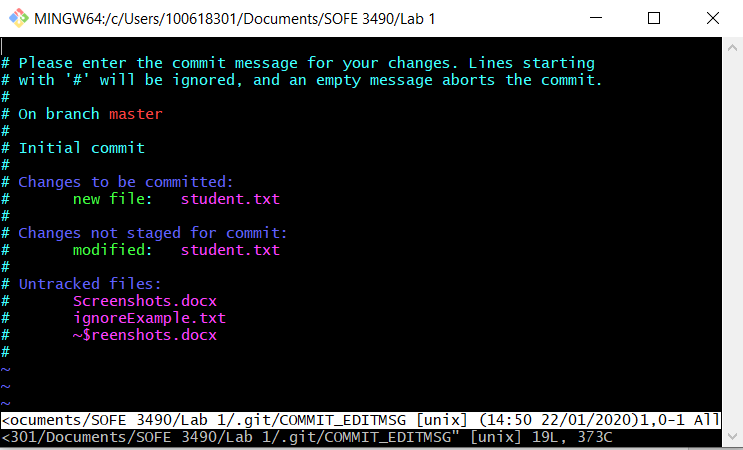 MINGW64:/c/Users/100618301/Documents/SOFE 3490/Lab 1
# Please enter the commit message for your changes. Lines starting
# with '#' will be ignored, and an empty message aborts the commit.
#
# On branch master
#
# Initial commit
#
# Changes to be committed:
#       new file:   student.txt
#
# Changes not staged for commit:
#       modified:   student.txt
#
# Untracked files:
#       Screenshots.docx
#       ignoreExample.txt
#       ~$reenshots.docx
#
~
~
~
<ocuments/SOFE 3490/Lab 1/.git/COMMIT_EDITMSG [unix] (14:50 22/01/2020)1,0-1 All
<301/Documents/SOFE 3490/Lab 1/.git/COMMIT_EDITMSG" [unix] 19L, 373C